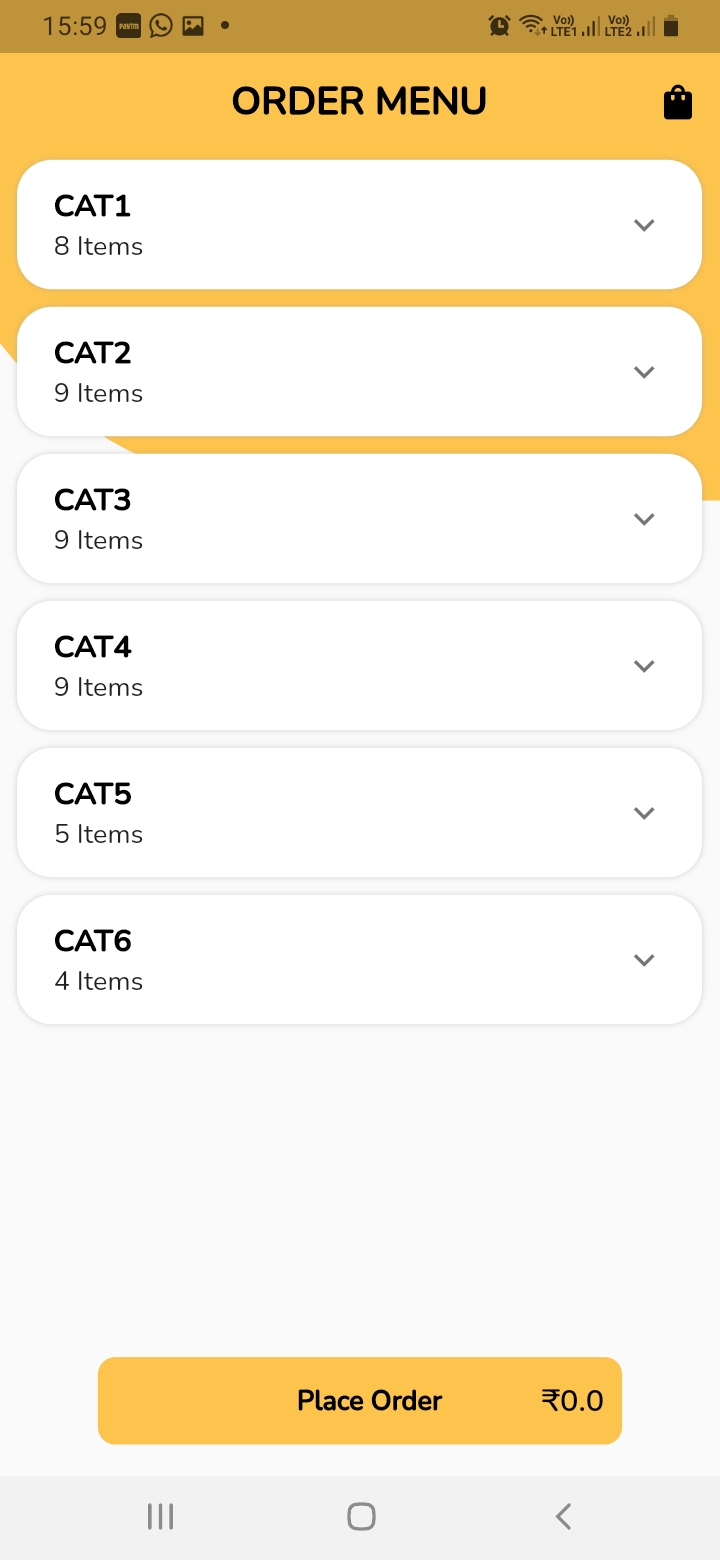 15:59 Paytm Vo)) LTE1 Vo)) LTE2
ORDER MENU
CAT1
8 Items
CAT2
9 Items
CAT3
9 Items
CAT4
9 Items
CAT5
5 Items
CAT6
4 Items
Place Order ₹0.0